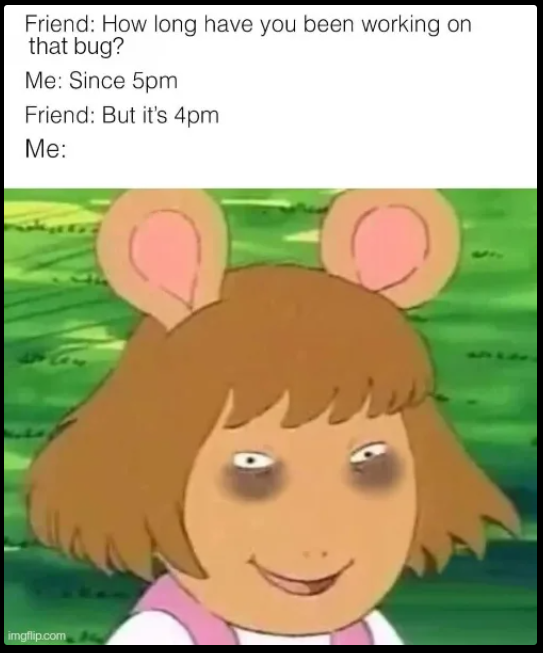 Friend: How long have you been working on
that bug?
Me: Since 5pm
Friend: But it's 4pm
Me:
imgflip.com